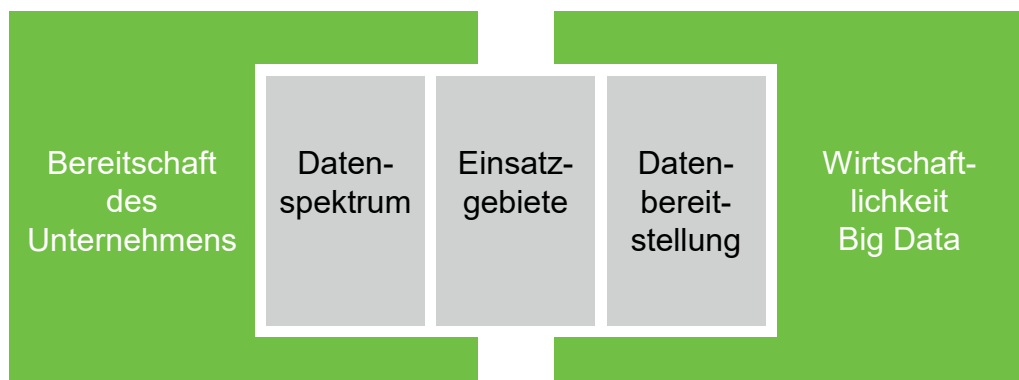 Bereitschaft
des
Unternehmens
Daten-
spektrum
Einsatz-
gebiete
Daten-
bereit-
stellung
Wirtschaft-
lichkeit
Big Data